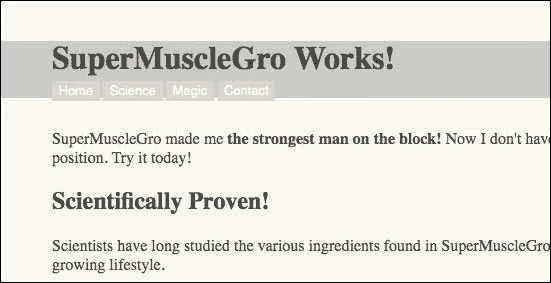 SuperMuscleGro Works!
Home Science Magic Contact
SuperMuscleGro made me the strongest man on the block! Now I don't have
position. Try it today!
Scientifically Proven!
Scientists have long studied the various ingredients found in SuperMuscleGro
growing lifestyle.